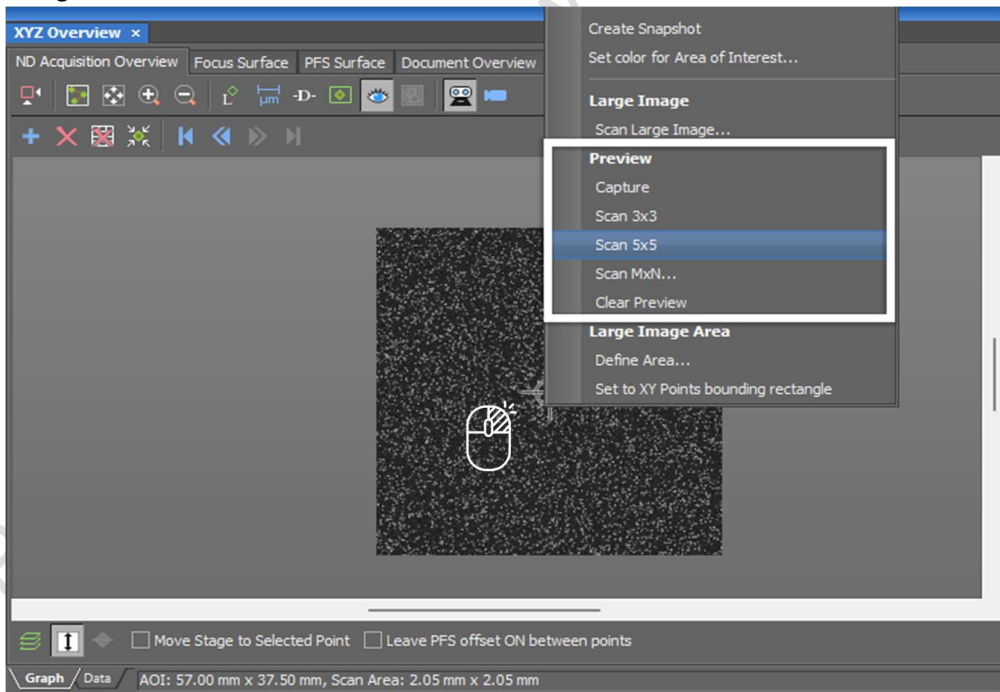 XYZ Overview ×
ND Acquisition Overview Focus Surface PFS Surface Document Overview
L µm -D-
Create Snapshot
Set color for Area of Interest...
Large Image
Scan Large Image...
Preview
Capture
Scan 3x3
Scan 5x5
Scan MxN...
Clear Preview
Large Image Area
Define Area...
Set to XY Points bounding rectangle
Move Stage to Selected Point Leave PFS offset ON between points
Graph Data AOI: 57.00 mm x 37.50 mm, Scan Area: 2.05 mm x 2.05 mm